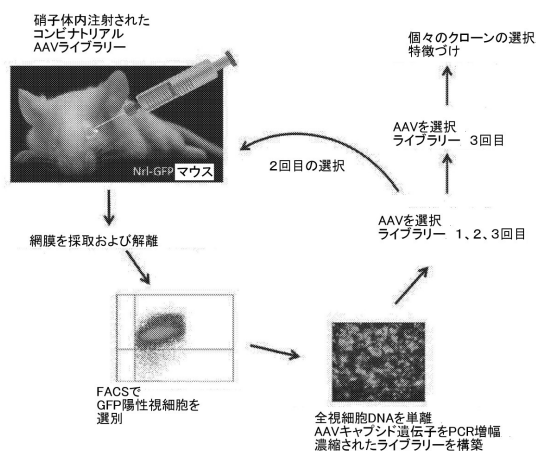 硝子体内注射された
コンビナトリアル
AAVライブラリー
Nrl-GFP マウス
網膜を採取および解離
FACSで
GFP陽性視細胞を
選別
全視細胞DNAを単離
AAVキャプシド遺伝子をPCR増幅
濃縮されたライブラリーを構築
AAVを選択
ライブラリー 1、2、3回目
2回目の選択
AAVを選択
ライブラリー 3回目
個々のクローンの選択
特徴づけ